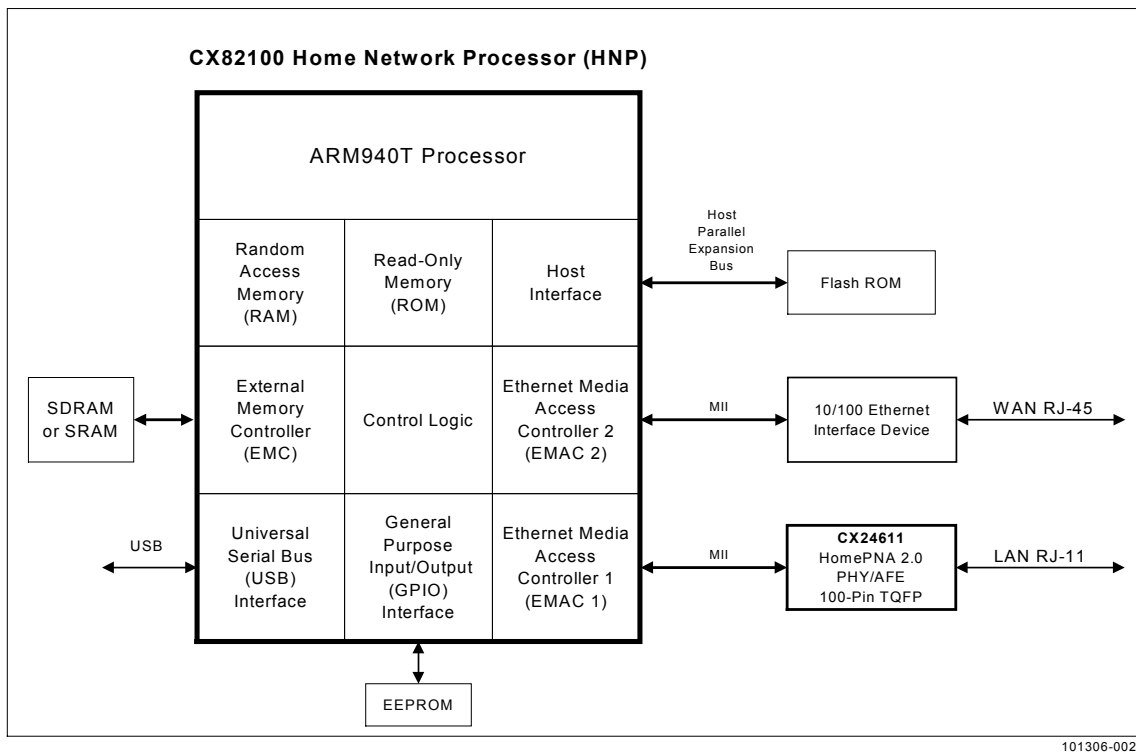 CX82100 Home Network Processor (HNP)
ARM940T Processor
Random
Access
Memory
(RAM)
Read-Only
Memory
(ROM)
Host
Interface
Host
Parallel
Expansion
Bus
Flash ROM
SDRAM
or SRAM
External
Memory
Controller
(EMC)
Control Logic
Ethernet Media
Access
Controller 2
(EMAC 2)
MII
10/100 Ethernet
Interface Device
WAN RJ-45
USB
Universal
Serial Bus
(USB)
Interface
General
Purpose
Input/Output
(GPIO)
Interface
Ethernet Media
Access
Controller 1
(EMAC 1)
MII
CX24611
HomePNA 2.0
PHY/AFE
100-Pin TQFP
LAN RJ-11
EEPROM
101306-002